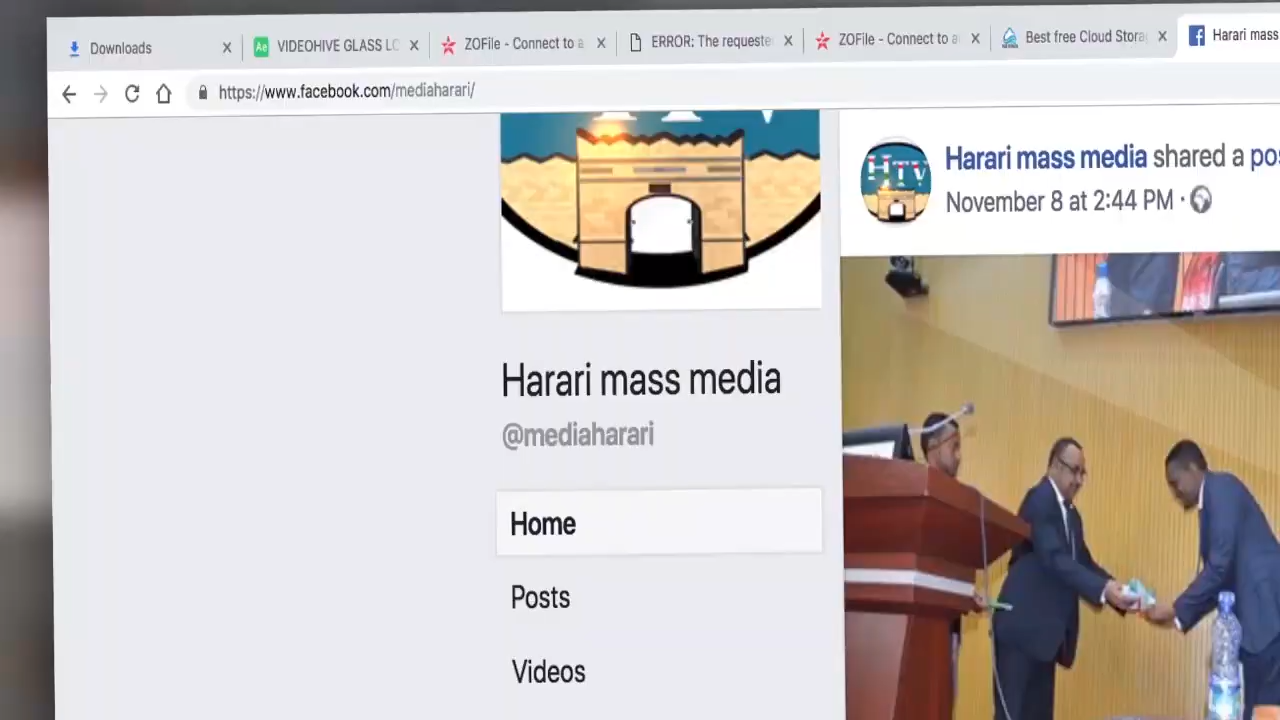 Downloads
VIDEOHIVE GLASS LO
ZOFile - Connect to a
ERROR: The requeste
ZOFile - Connect to a
Best free Cloud Stora
Harari mass
https://www.facebook.com/mediaharari/
Harari mass media
@mediaharari
Home
Posts
Videos
Harari mass media shared a pos
November 8 at 2:44 PM ·
HTV